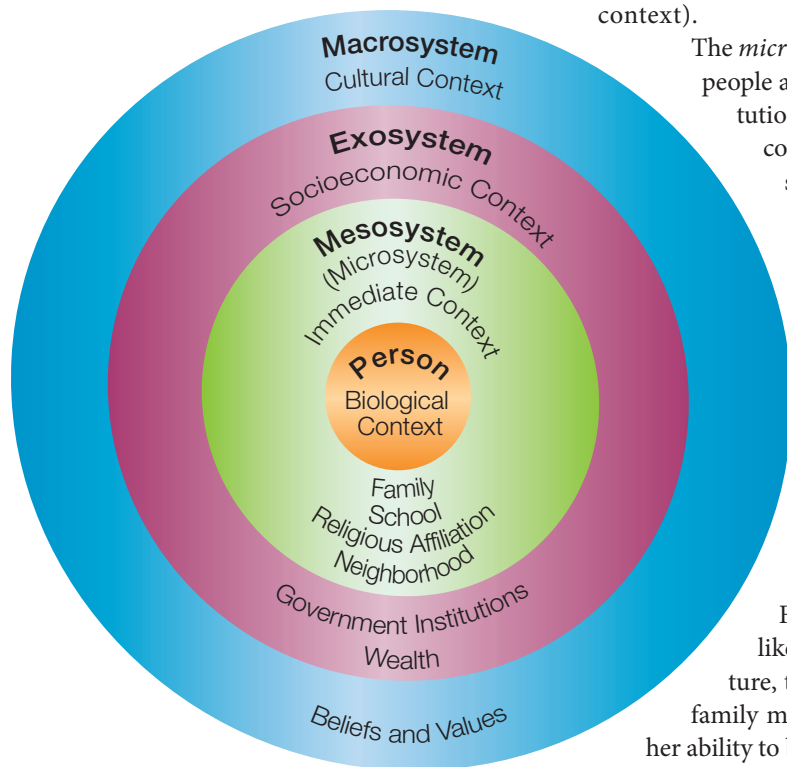 context).
The micr
people a
tutio
co
s
Macrosystem
Cultural Context
Exosystem
Socioeconomic Context
Mesosystem
(Microsystem)
Immediate Context
Person
Biological
Context
Family
School
Religious Affiliation
Neighborhood
Government Institutions
Wealth
Beliefs and Values
lik
ture, t
family m
her ability to